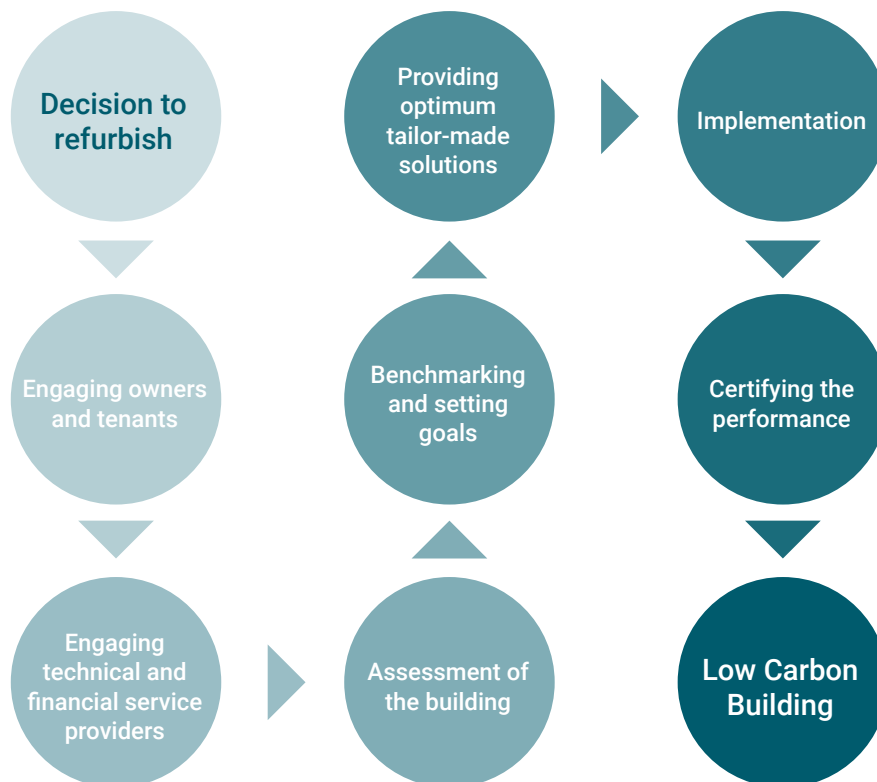 Decision to
refurbish
Engaging owners
and tenants
Engaging
technical and
financial service
providers
Assessment of
the building
Benchmarking
and setting
goals
Providing
optimum
tailor-made
solutions
Implementation
Certifying the
performance
Low Carbon
Building